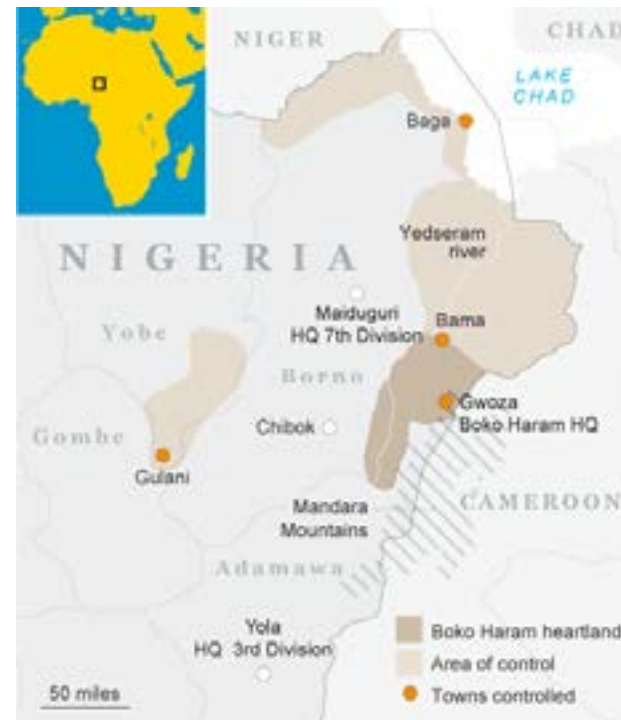 NIGER
CHAD
LAKE
CHAD
Baga
Yedseram
river
NIGERIA
Maiduguri
HQ 7th Division
Bama
Yobe
Borno
Gwoza
Boko Haram HQ
Chibok
Gombe
Gulani
Mandara
Mountains
CAMEROON
Adamawa
Yola
HQ 3rd Division
Boko Haram heartland
Area of control
Towns controlled
50 miles